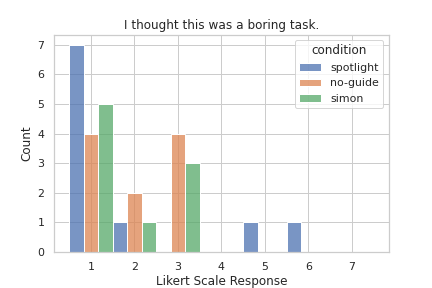 I thought this was a boring task.
condition
spotlight
no-guide
simon
7
6
5
4
3
2
1
0
Count
1 2 3 4 5 6 7
Likert Scale Response